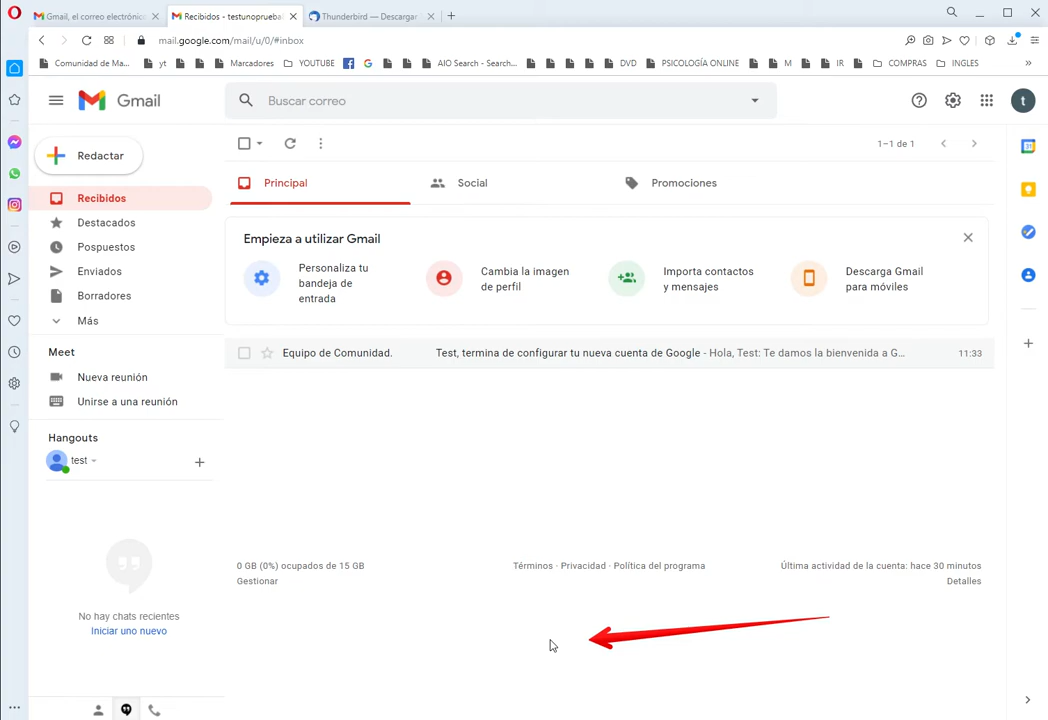 Gmail, el correo electrónic
Recibidos - testunoprueba
Thunderbird — Descargar
mail.google.com/mail/u/0/#inbox
Comunidad de Ma...
yt
Marcadores
YOUTUBE
AIO Search - Search...
DVD
PSICOLOGÍA ONLINE
M
IR
COMPRAS
INGLES
Gmail
Buscar correo
t
Redactar
1–1 de 1
Recibidos
Destacados
Pospuestos
Enviados
Borradores
Más
Principal
Social
Promociones
Empieza a utilizar Gmail
Personaliza tu
bandeja de
entrada
Cambia la imagen
de perfil
Importa contactos
y mensajes
Descarga Gmail
para móviles
Equipo de Comunidad.
Test, termina de configurar tu nueva cuenta de Google - Hola, Test: Te damos la bienvenida a G...
11:33
Meet
Nueva reunión
Unirse a una reunión
Hangouts
test
No hay chats recientes
Iniciar uno nuevo
0 GB (0%) ocupados de 15 GB
Gestionar
Términos · Privacidad · Política del programa
Última actividad de la cuenta: hace 30 minutos
Detalles